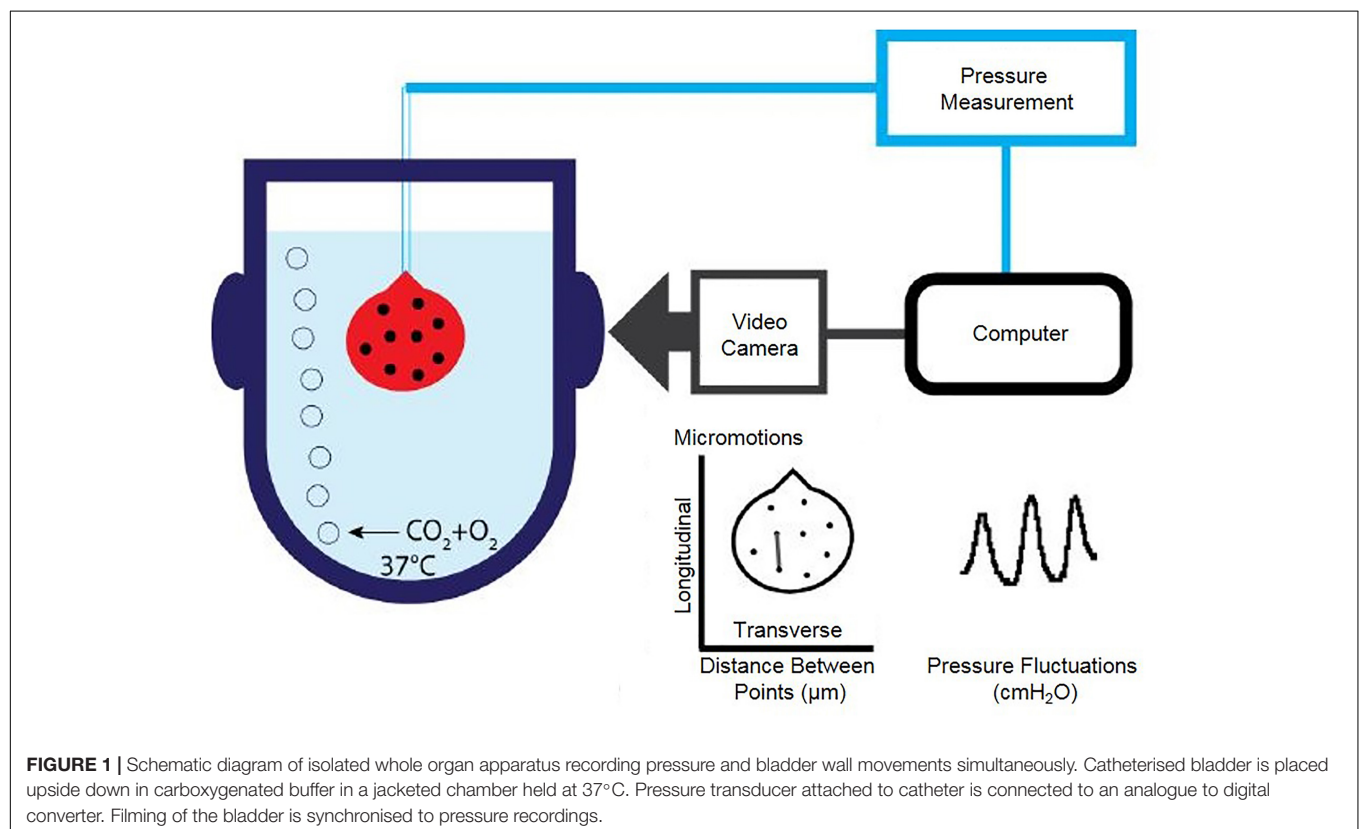 Pressure
Measurement
Video
Camera
Computer
CO₂+O₂
37°C
Micromotions
Longitudinal
Transverse
Distance Between
Points (µm)
Pressure Fluctuations
(cmH₂O)
FIGURE 1 | Schematic diagram of isolated whole organ apparatus recording pressure and bladder wall movements simultaneously. Catheterised bladder is placed
upside down in carboxygenated buffer in a jacketed chamber held at 37°C. Pressure transducer attached to catheter is connected to an analogue to digital
converter. Filming of the bladder is synchronised to pressure recordings.